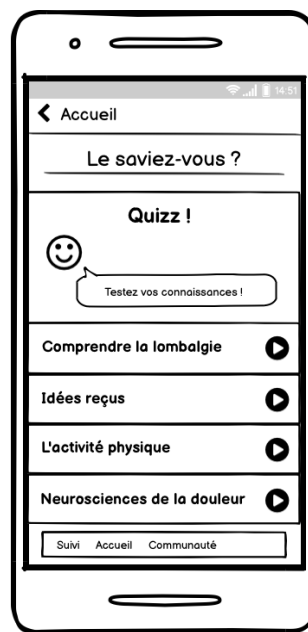 14:51
Accueil
Le saviez-vous ?
Quizz !
Testez vos connaissances !
Comprendre la lombalgie
Idées reçus
L'activité physique
Neurosciences de la douleur
Suivi Accueil Communauté